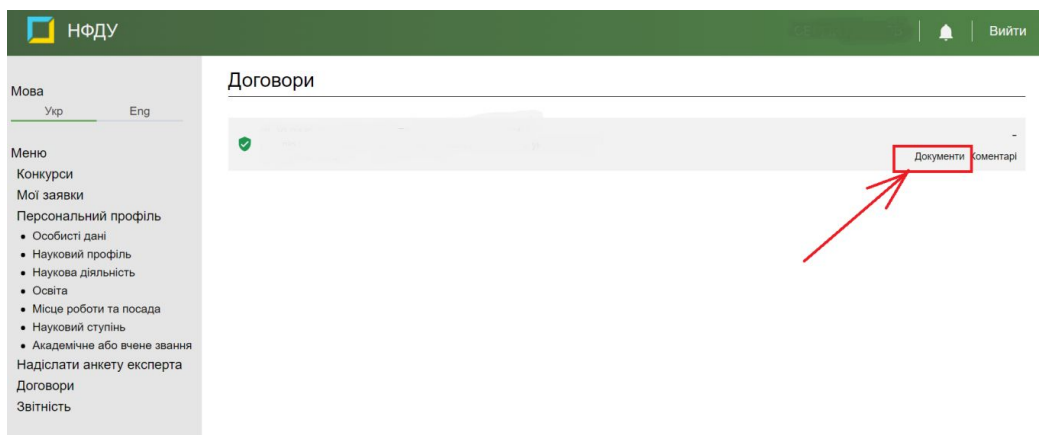 НФДУ
Вийти
Мова
Укр Eng
Меню
Конкурси
Мої заявки
Персональний профіль
• Особисті дані
• Науковий профіль
• Наукова діяльність
• Освіта
• Місце роботи та посада
• Науковий ступінь
• Академічне або вчене звання
Надіслати анкету експерта
Договори
Звітність
Договори
-
Документи Коментарі